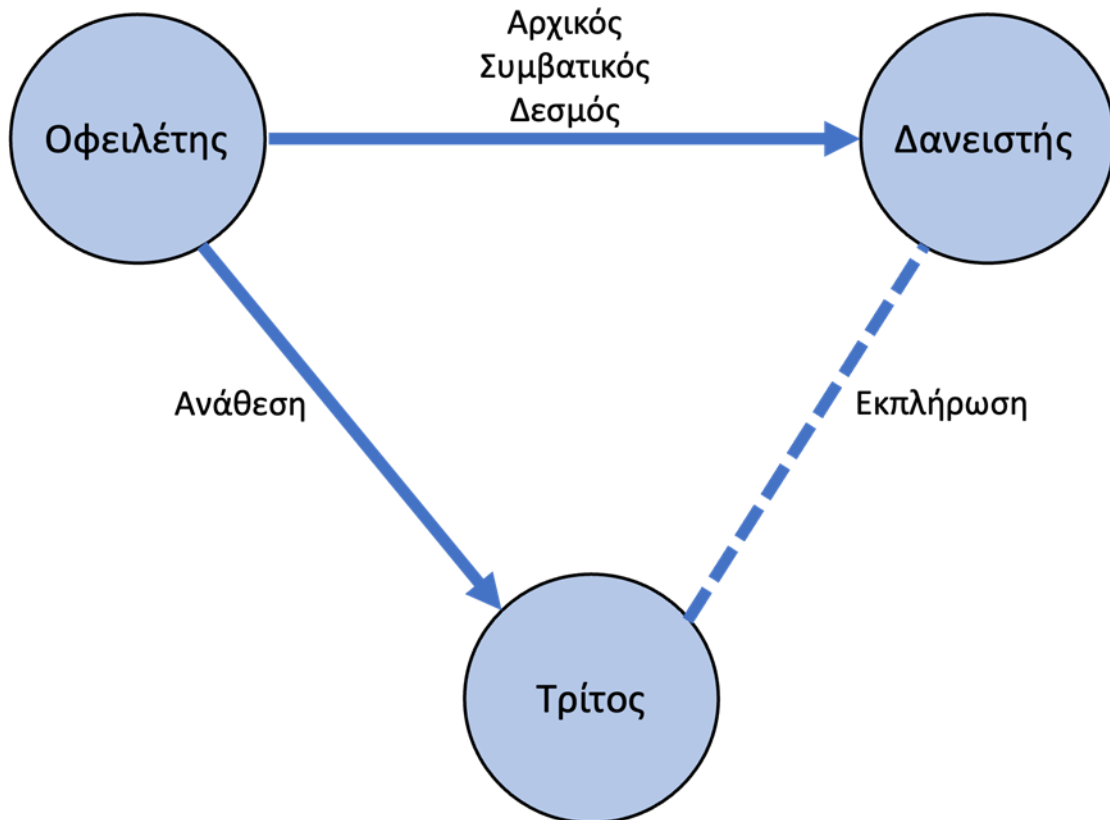 Αρχικός
Συμβατικός
Δεσμός
Οφειλέτης
Δανειστής
Ανάθεση
Εκπλήρωση
Τρίτος